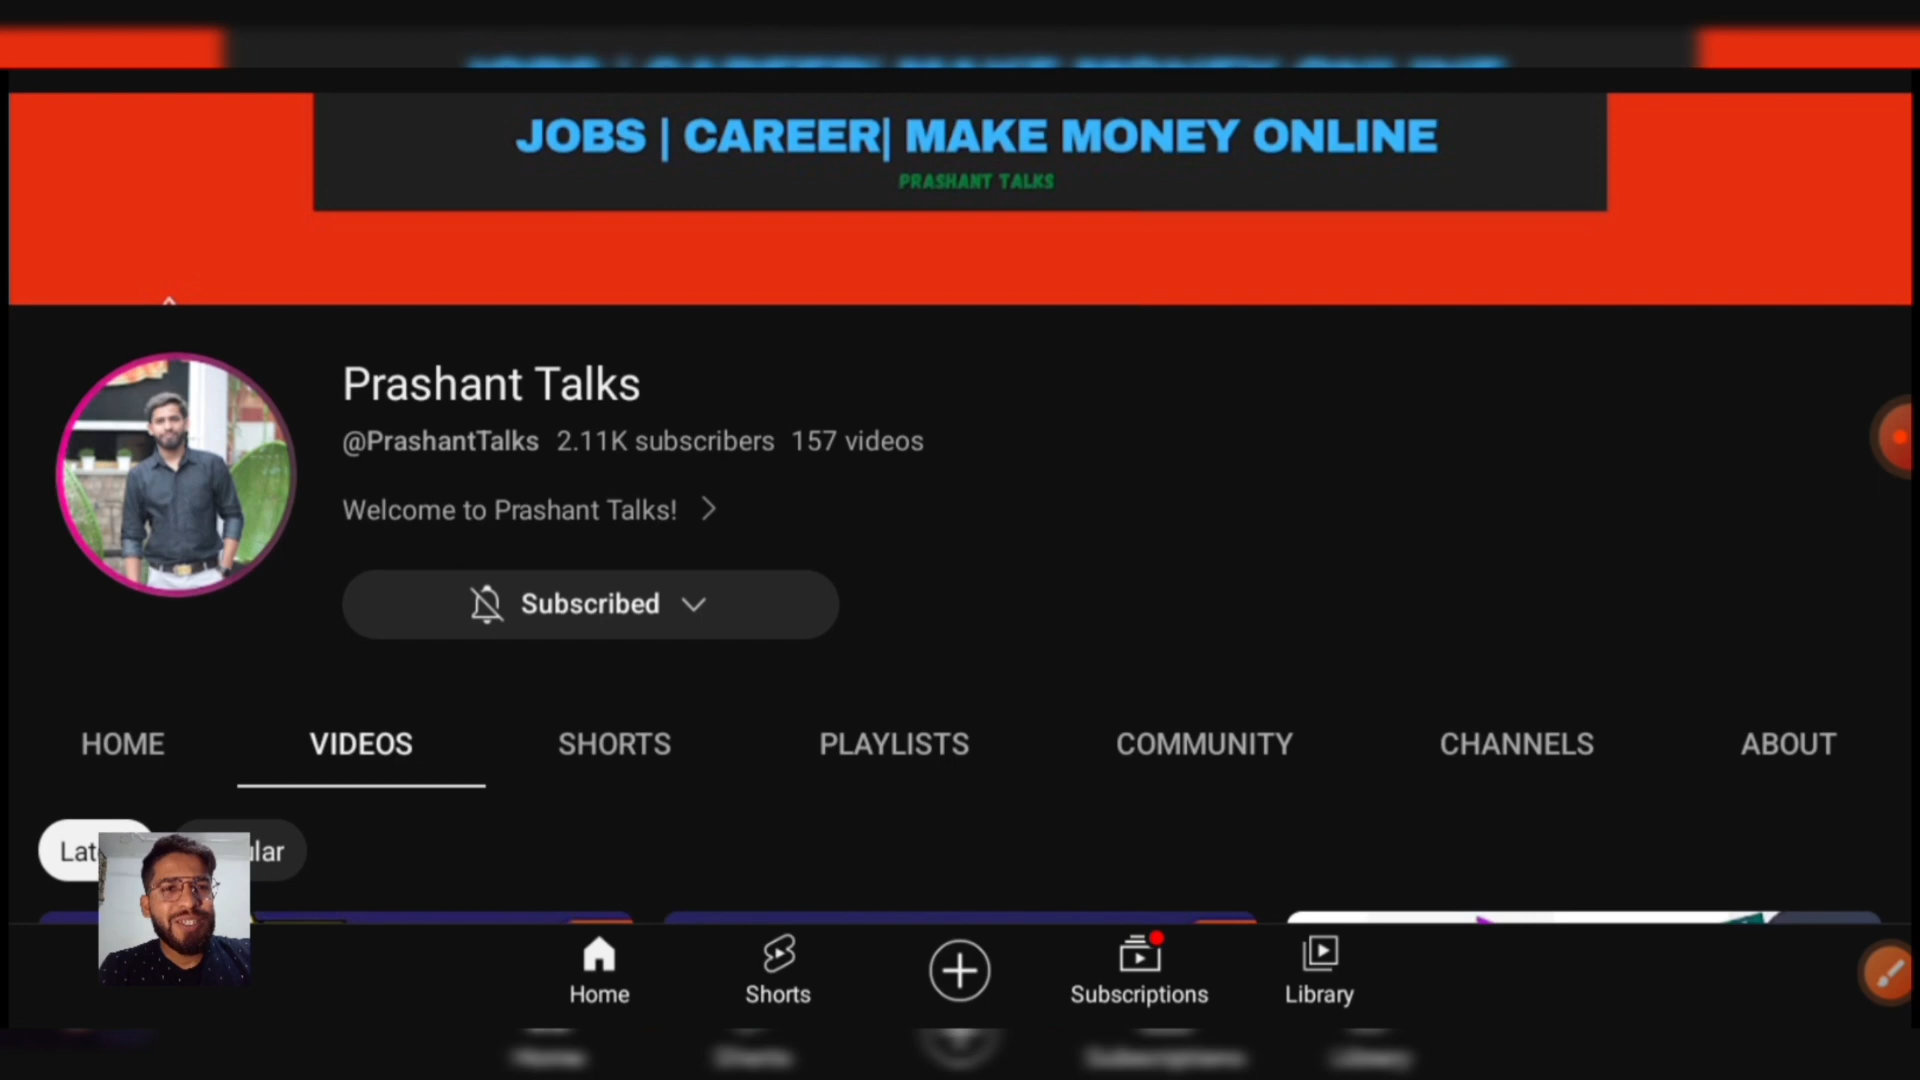 JOBS | CAREER| MAKE MONEY ONLINE
PRASHANT TALKS
Prashant Talks
@PrashantTalks 2.11K subscribers 157 videos
Welcome to Prashant Talks!
Subscribed
HOME VIDEOS SHORTS PLAYLISTS COMMUNITY CHANNELS ABOUT
Home Shorts Subscriptions Library